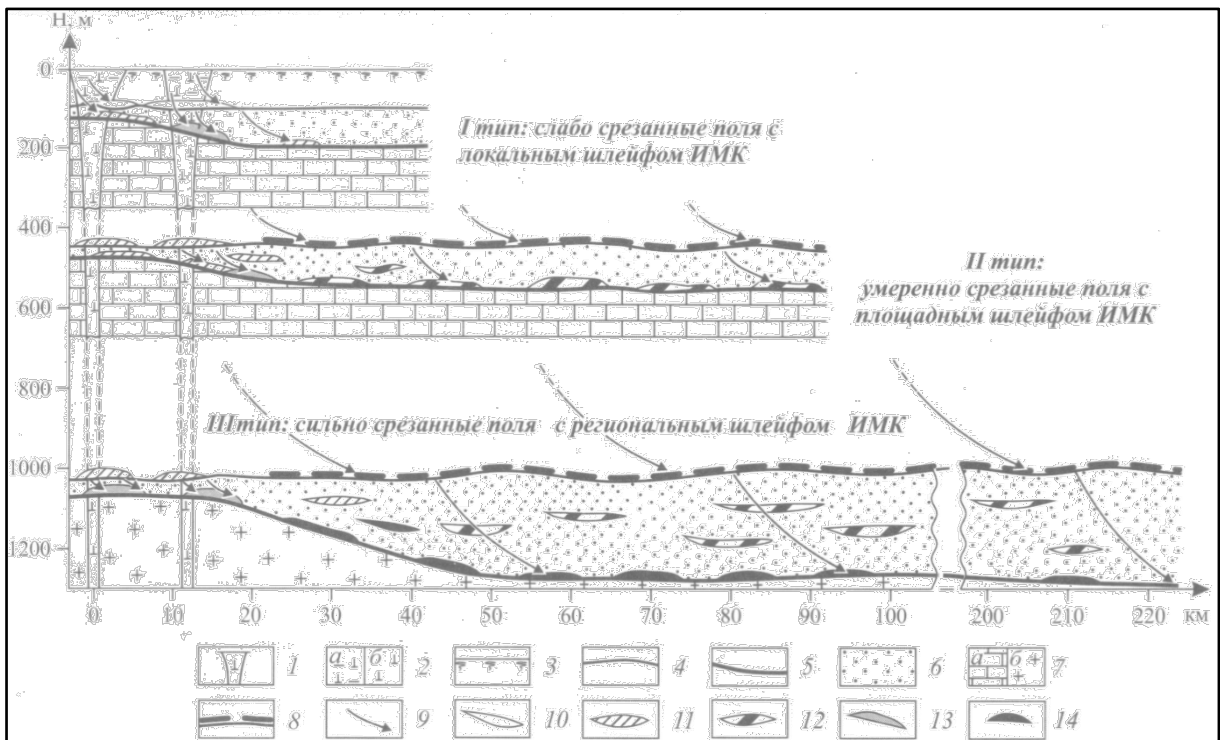 Н, м
0
200
400
600
800
1000
1200
I тип: слабо срезанные поля с
локальным шлейфом ИМК
II тип:
умеренно срезанные поля с
площадным шлейфом ИМК
III тип: сильно срезанные поля с региональным шлейфом ИМК
0 10 20 30 40 50 60 70 80 90 100 200 210 220 км
1 а б 2 3 4 5 6 а б 7
8 9 10 11 12 13 14